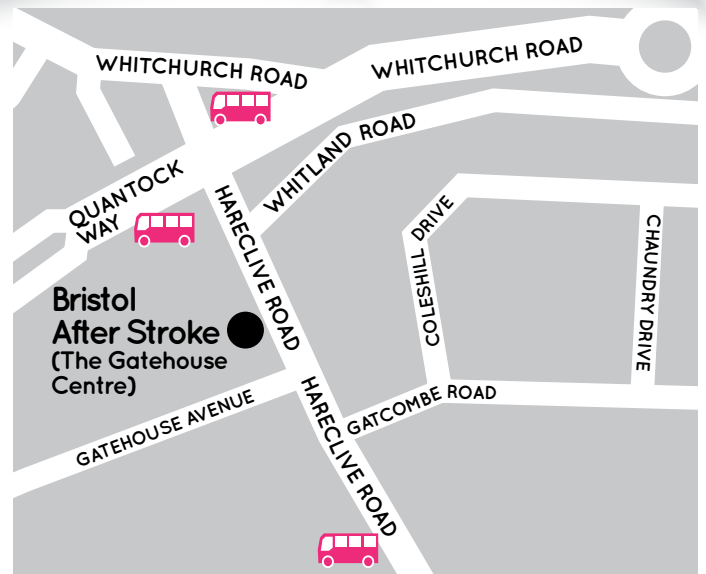 WHITCHURCH ROAD
WHITCHURCH ROAD
WHITLAND ROAD
QUANTOCK
WAY
HARECLIVE ROAD
COLESHILL DRIVE
CHAUNDRY DRIVE
Bristol
After Stroke
(The Gatehouse
Centre)
GATEHOUSE AVENUE
HARECLIVE ROAD
GATCOMBE ROAD